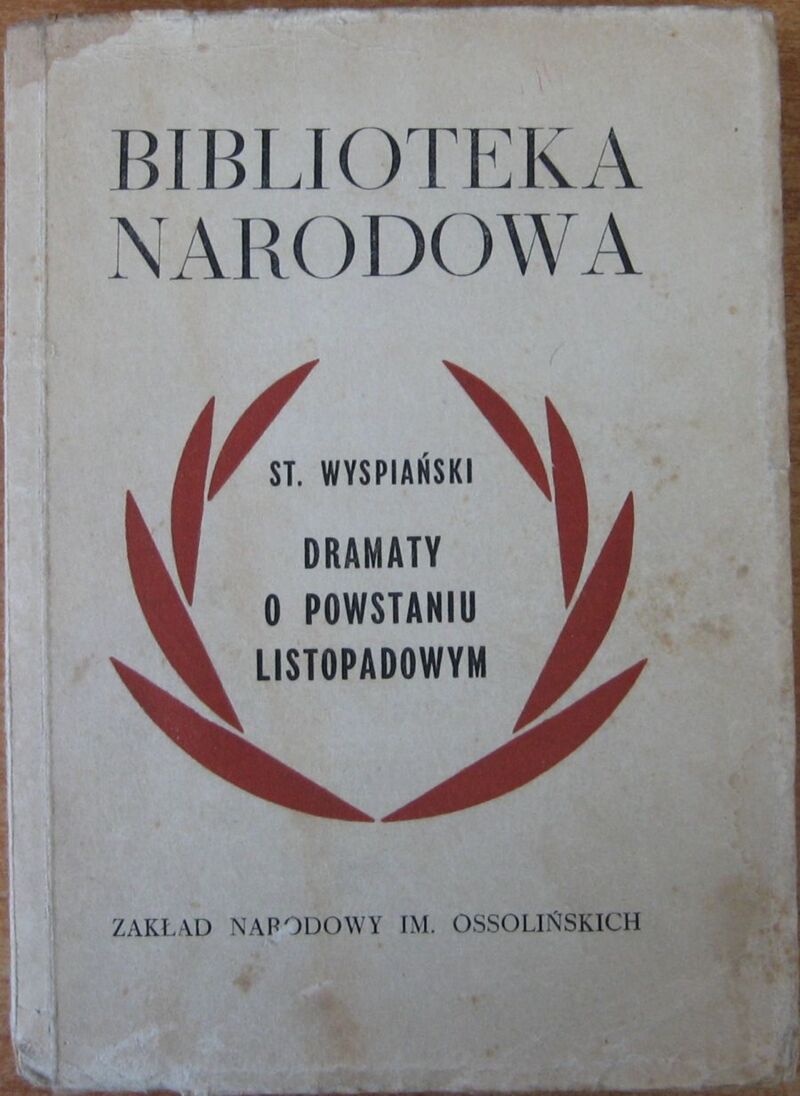 BIBLIOTEKA
NARODOWA
ST. WYSPIAŃSKI
DRAMATY
O POWSTANIU
LISTOPADOWYM
ZAKŁAD NARODOWY IM. OSSOLIŃSKICH